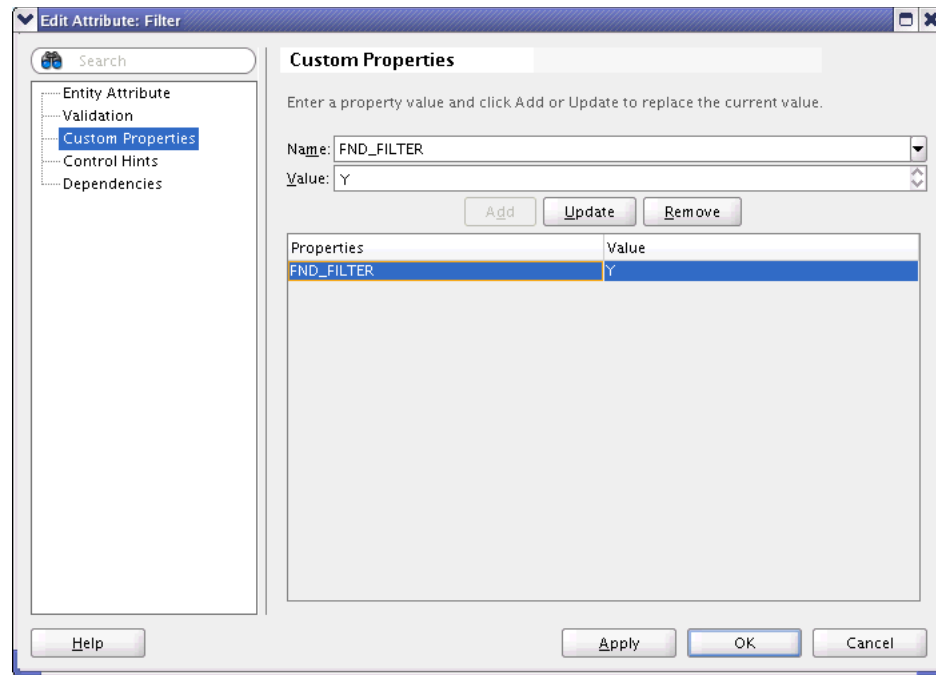 Edit Attribute: Filter
Search
Entity Attribute
Validation
Custom Properties
Control Hints
Dependencies
Custom Properties
Enter a property value and click Add or Update to replace the current value.
Name: FND_FILTER
Value: Y
Add Update Remove
Properties Value
FND_FILTER Y
Help Apply OK Cancel